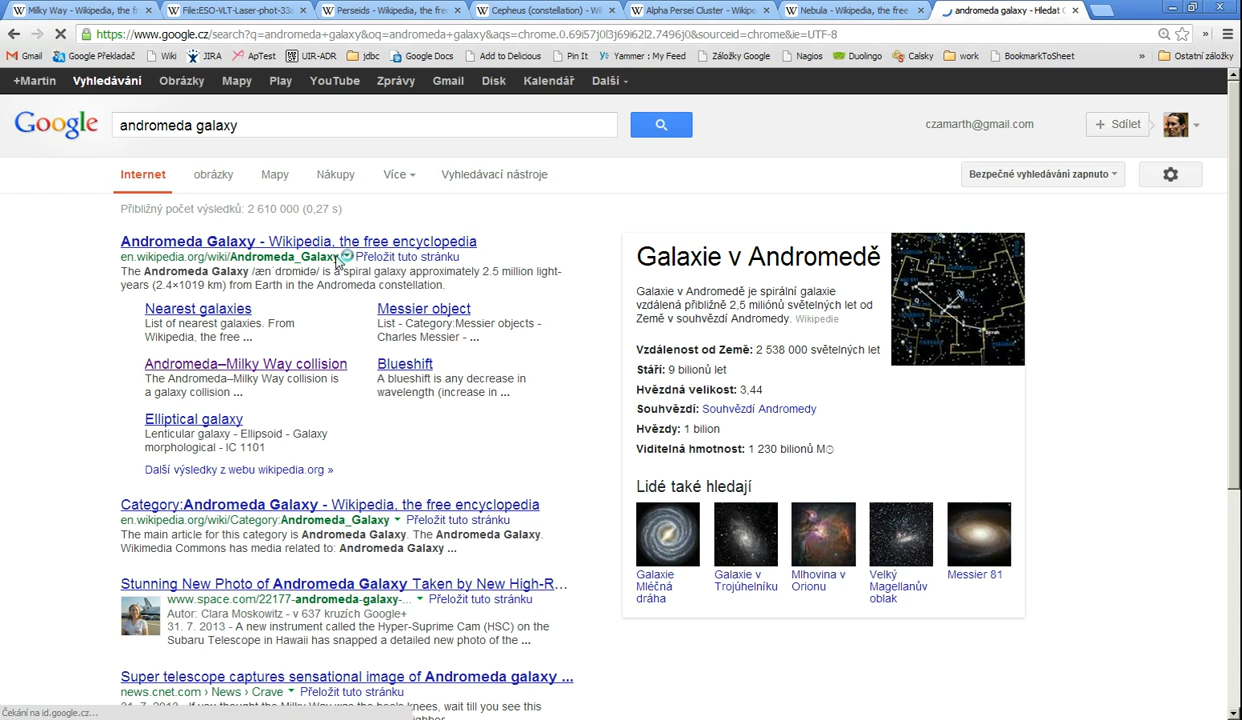 Milky Way - Wikipedia, the f
File:ESO-VLT-Laser-phot-33a
Perseids - Wikipedia, the free
Cepheus (constellation) - W
Alpha Persei Cluster - Wikipe
Nebula - Wikipedia, the free
andromeda galaxy - Hledat G
https://www.google.cz/search?q=andromeda+galaxy&oq=andromeda+galaxy&aqs=chrome.0.69i57j0l3j69i62l2.7496j0&sourceid=chrome&ie=UTF-8
Gmail
Google Překladač
Wiki
JIRA
ApTest
UIR-ADR
jdbc
Google Docs
Add to Delicious
Pin It
Yammer : My Feed
Záložky Google
Nagios
Duolingo
Calsky
work
BookmarkToSheet
»
Ostatní záložky
+Martin Vyhledávání Obrázky Mapy Play YouTube Zprávy Gmail Disk Kalendář Další
Google
andromeda galaxy
czamarth@gmail.com
+ Sdílet
Internet obrázky Mapy Nákupy Více Vyhledávací nástroje
Bezpečné vyhledávání zapnuto
Přibližný počet výsledků: 2 610 000 (0,27 s)
Andromeda Galaxy - Wikipedia, the free encyclopedia
en.wikipedia.org/wiki/Andromeda_Galaxy Přeložit tuto stránku
The Andromeda Galaxy /ænˈdrɒmɨdə/ is a spiral galaxy approximately 2.5 million light-
years (2.4×1019 km) from Earth in the Andromeda constellation.
Nearest galaxies
List of nearest galaxies. From
Wikipedia, the free ...
Messier object
List - Category:Messier objects -
Charles Messier - ...
Andromeda–Milky Way collision
The Andromeda–Milky Way collision is
a galaxy collision ...
Blueshift
A blueshift is any decrease in
wavelength (increase in ...
Elliptical galaxy
Lenticular galaxy - Ellipsoid - Galaxy
morphological - IC 1101
Další výsledky z webu wikipedia.org »
Category:Andromeda Galaxy - Wikipedia, the free encyclopedia
en.wikipedia.org/wiki/Category:Andromeda_Galaxy Přeložit tuto stránku
The main article for this category is Andromeda Galaxy. The Andromeda Galaxy.
Wikimedia Commons has media related to: Andromeda Galaxy ...
Stunning New Photo of Andromeda Galaxy Taken by New High-R...
www.space.com/22177-andromeda-galaxy-... Přeložit tuto stránku
Autor: Clara Moskowitz - v 637 kruzích Google+
31. 7. 2013 - A new instrument called the Hyper-Suprime Cam (HSC) on the
Subaru Telescope in Hawaii has snapped a detailed new photo of the ...
Super telescope captures sensational image of Andromeda galaxy ...
news.cnet.com › News › Crave Přeložit tuto stránku
Galaxie v Andromedě
Galaxie v Andromedě je spirální galaxie
vzdálená přibližně 2,5 miliónů světelných let od
Země v souhvězdí Andromedy. Wikipedie
Vzdálenost od Země: 2 538 000 světelných let
Stáří: 9 bilionů let
Hvězdná velikost: 3,44
Souhvězdí: Souhvězdí Andromedy
Hvězdy: 1 bilion
Viditelná hmotnost: 1 230 bilionů M☉
Lidé také hledají
Galaxie
Mléčná
dráha
Galaxie v
Trojúhelníku
Mlhovina v
Orionu
Velký
Magellanův
oblak
Messier 81
Čekání na id.google.cz...